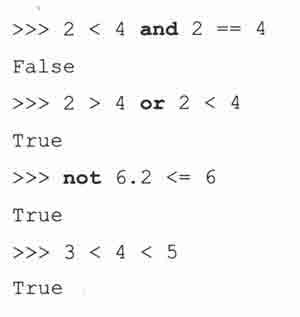 >>> 2 < 4 and 2 == 4
False
>>> 2 > 4 or 2 < 4
True
>>> not 6.2 <= 6
True
>>> 3 < 4 < 5
True